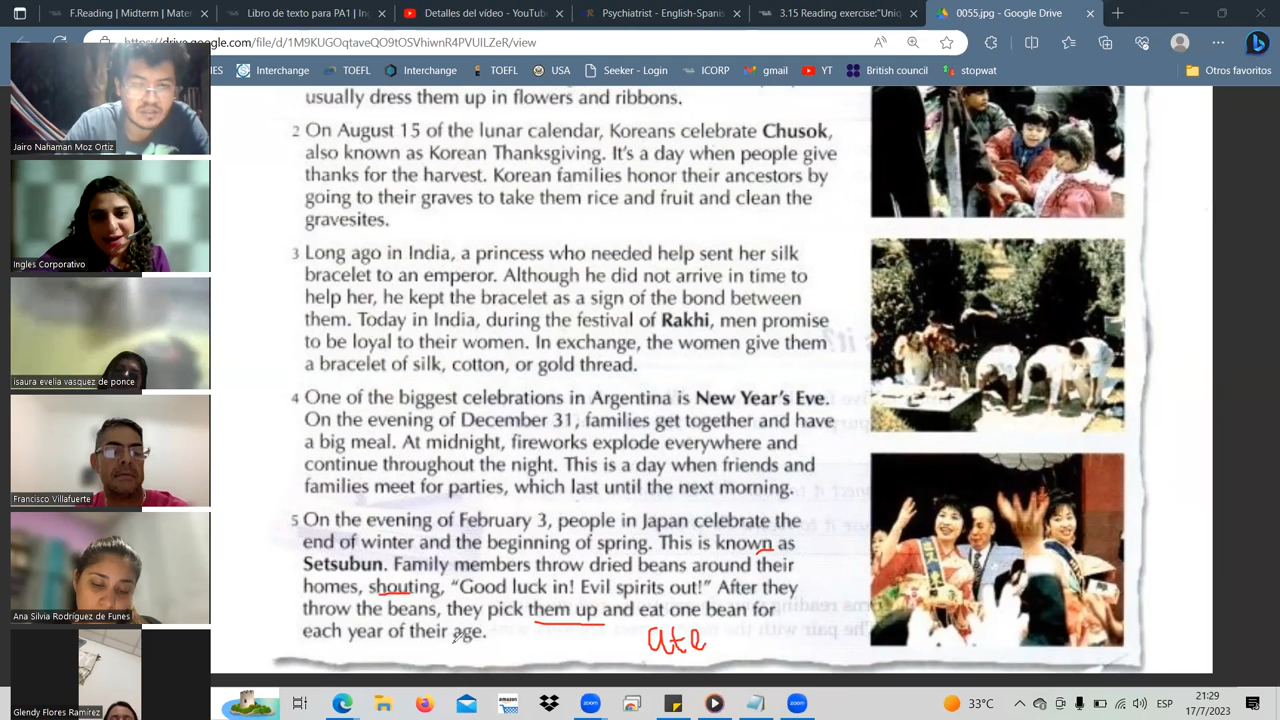 F. Materiales | Microsoft
Libro de texto PA1 | In
Detalles del vídeo - YouT
Psychiatrist - English-Spanis
3.15 Reading exercise:"Uniq
0055.jpg - Google Drive
https://drive.google.com/file/d/1M9KUGOqtaveQO9tOSVhiwnR4PVUILZeR/view
ES
Interchange
TOEFL
Interchange
TOEFL
USA
Seeker - Login
ICORP
gmail
YT
British council
stopwat
Otros favoritos
usually dress them up in flowers and ribbons.
2 On August 15 of the lunar calendar, Koreans celebrate Chusok,
also known as Korean Thanksgiving. It's a day when people give
thanks for the harvest. Korean families honor their ancestors by
going to their graves to take them rice and fruit and clean the
gravesites.
3 Long ago in India, a princess who needed help sent her silk
bracelet to an emperor. Although he did not arrive in time to
help her, he kept the bracelet as a sign of the bond between
them. Today in India, during the festival of Rakhi, men promise
to be loyal to their women. In exchange, the women give them
a bracelet of silk, cotton, or gold thread.
4 One of the biggest celebrations in Argentina is New Year's Eve.
On the evening of December 31, families get together and have
a big meal. At midnight, fireworks explode everywhere and
continue throughout the night. This is a day when friends and
families meet for parties, which last until the next morning.
5 On the evening of February 3, people in Japan celebrate the
end of winter and the beginning of spring. This is known as
Setsubun. Family members throw dried beans around their
homes, shouting, "Good luck in! Evil spirits out!" After they
throw the beans, they pick them up and eat one bean for
each year of their age.
ate
Jairo Nahaman Moz Ortiz
Ingles Corporativo
isaura evelia vasquez de ponce
Francisco Villafuerte
Ana Silvia Rodríguez de Funes
Glendy Flores Ramírez
amazon
zoom
zoom
33°C
ESP
21:29
17/7/2023